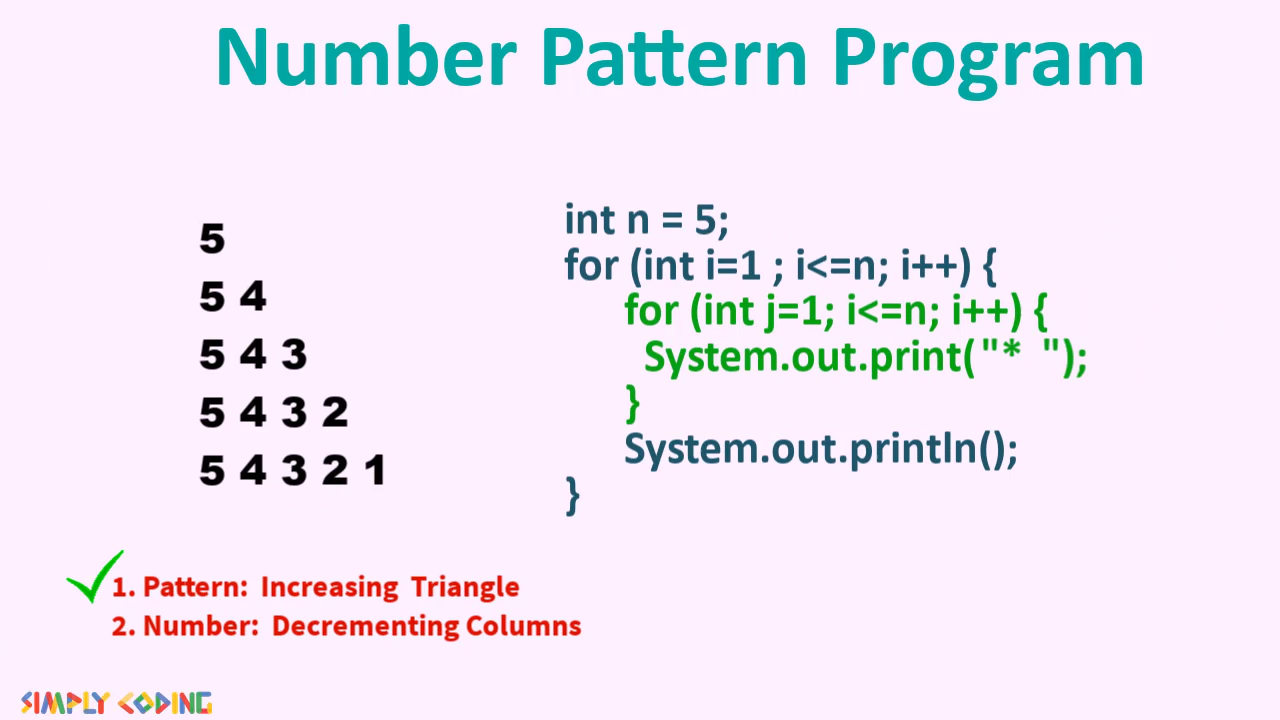 Number Pattern Program
5
5 4
5 4 3
5 4 3 2
5 4 3 2 1
int n = 5;
for (int i=1 ; i<=n; i++) {
for (int j=1; i<=n; i++) {
System.out.print("* ");
}
System.out.println();
}
1. Pattern: Increasing Triangle
2. Number: Decrementing Columns
SIMPLY CODING